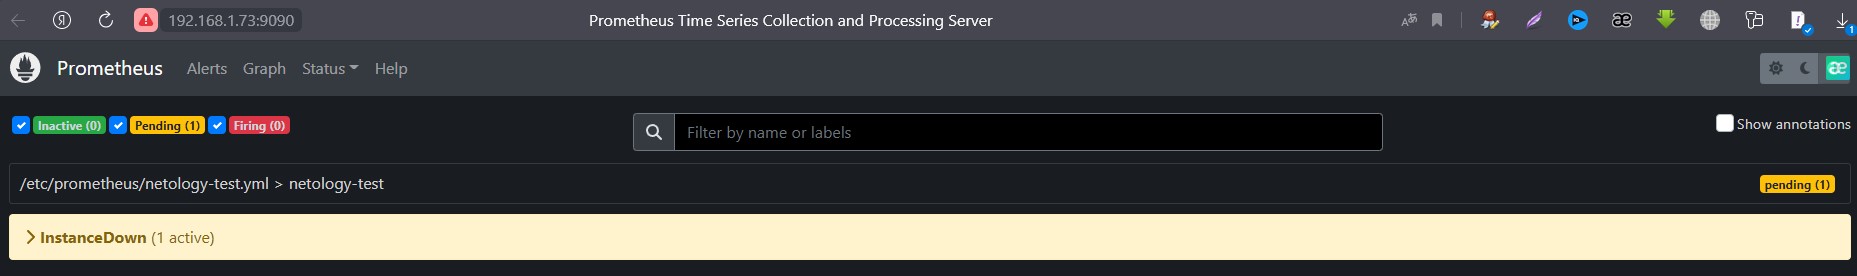 192.168.1.73:9090 Prometheus Time Series Collection and Processing Server
Prometheus Alerts Graph Status Help
Inactive (0) Pending (1) Firing (0) Filter by name or labels Show annotations
/etc/prometheus/netology-test.yml > netology-test pending (1)
InstanceDown (1 active)